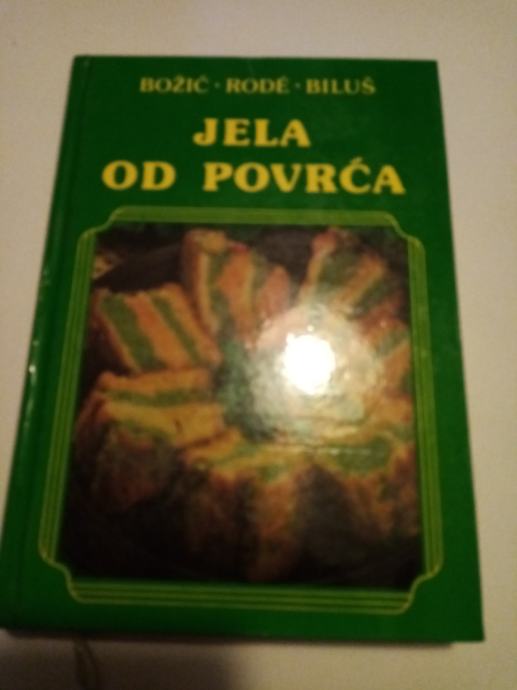 BOŽIĆ · RODÉ · BILUŠ
JELA
OD POVRĆA